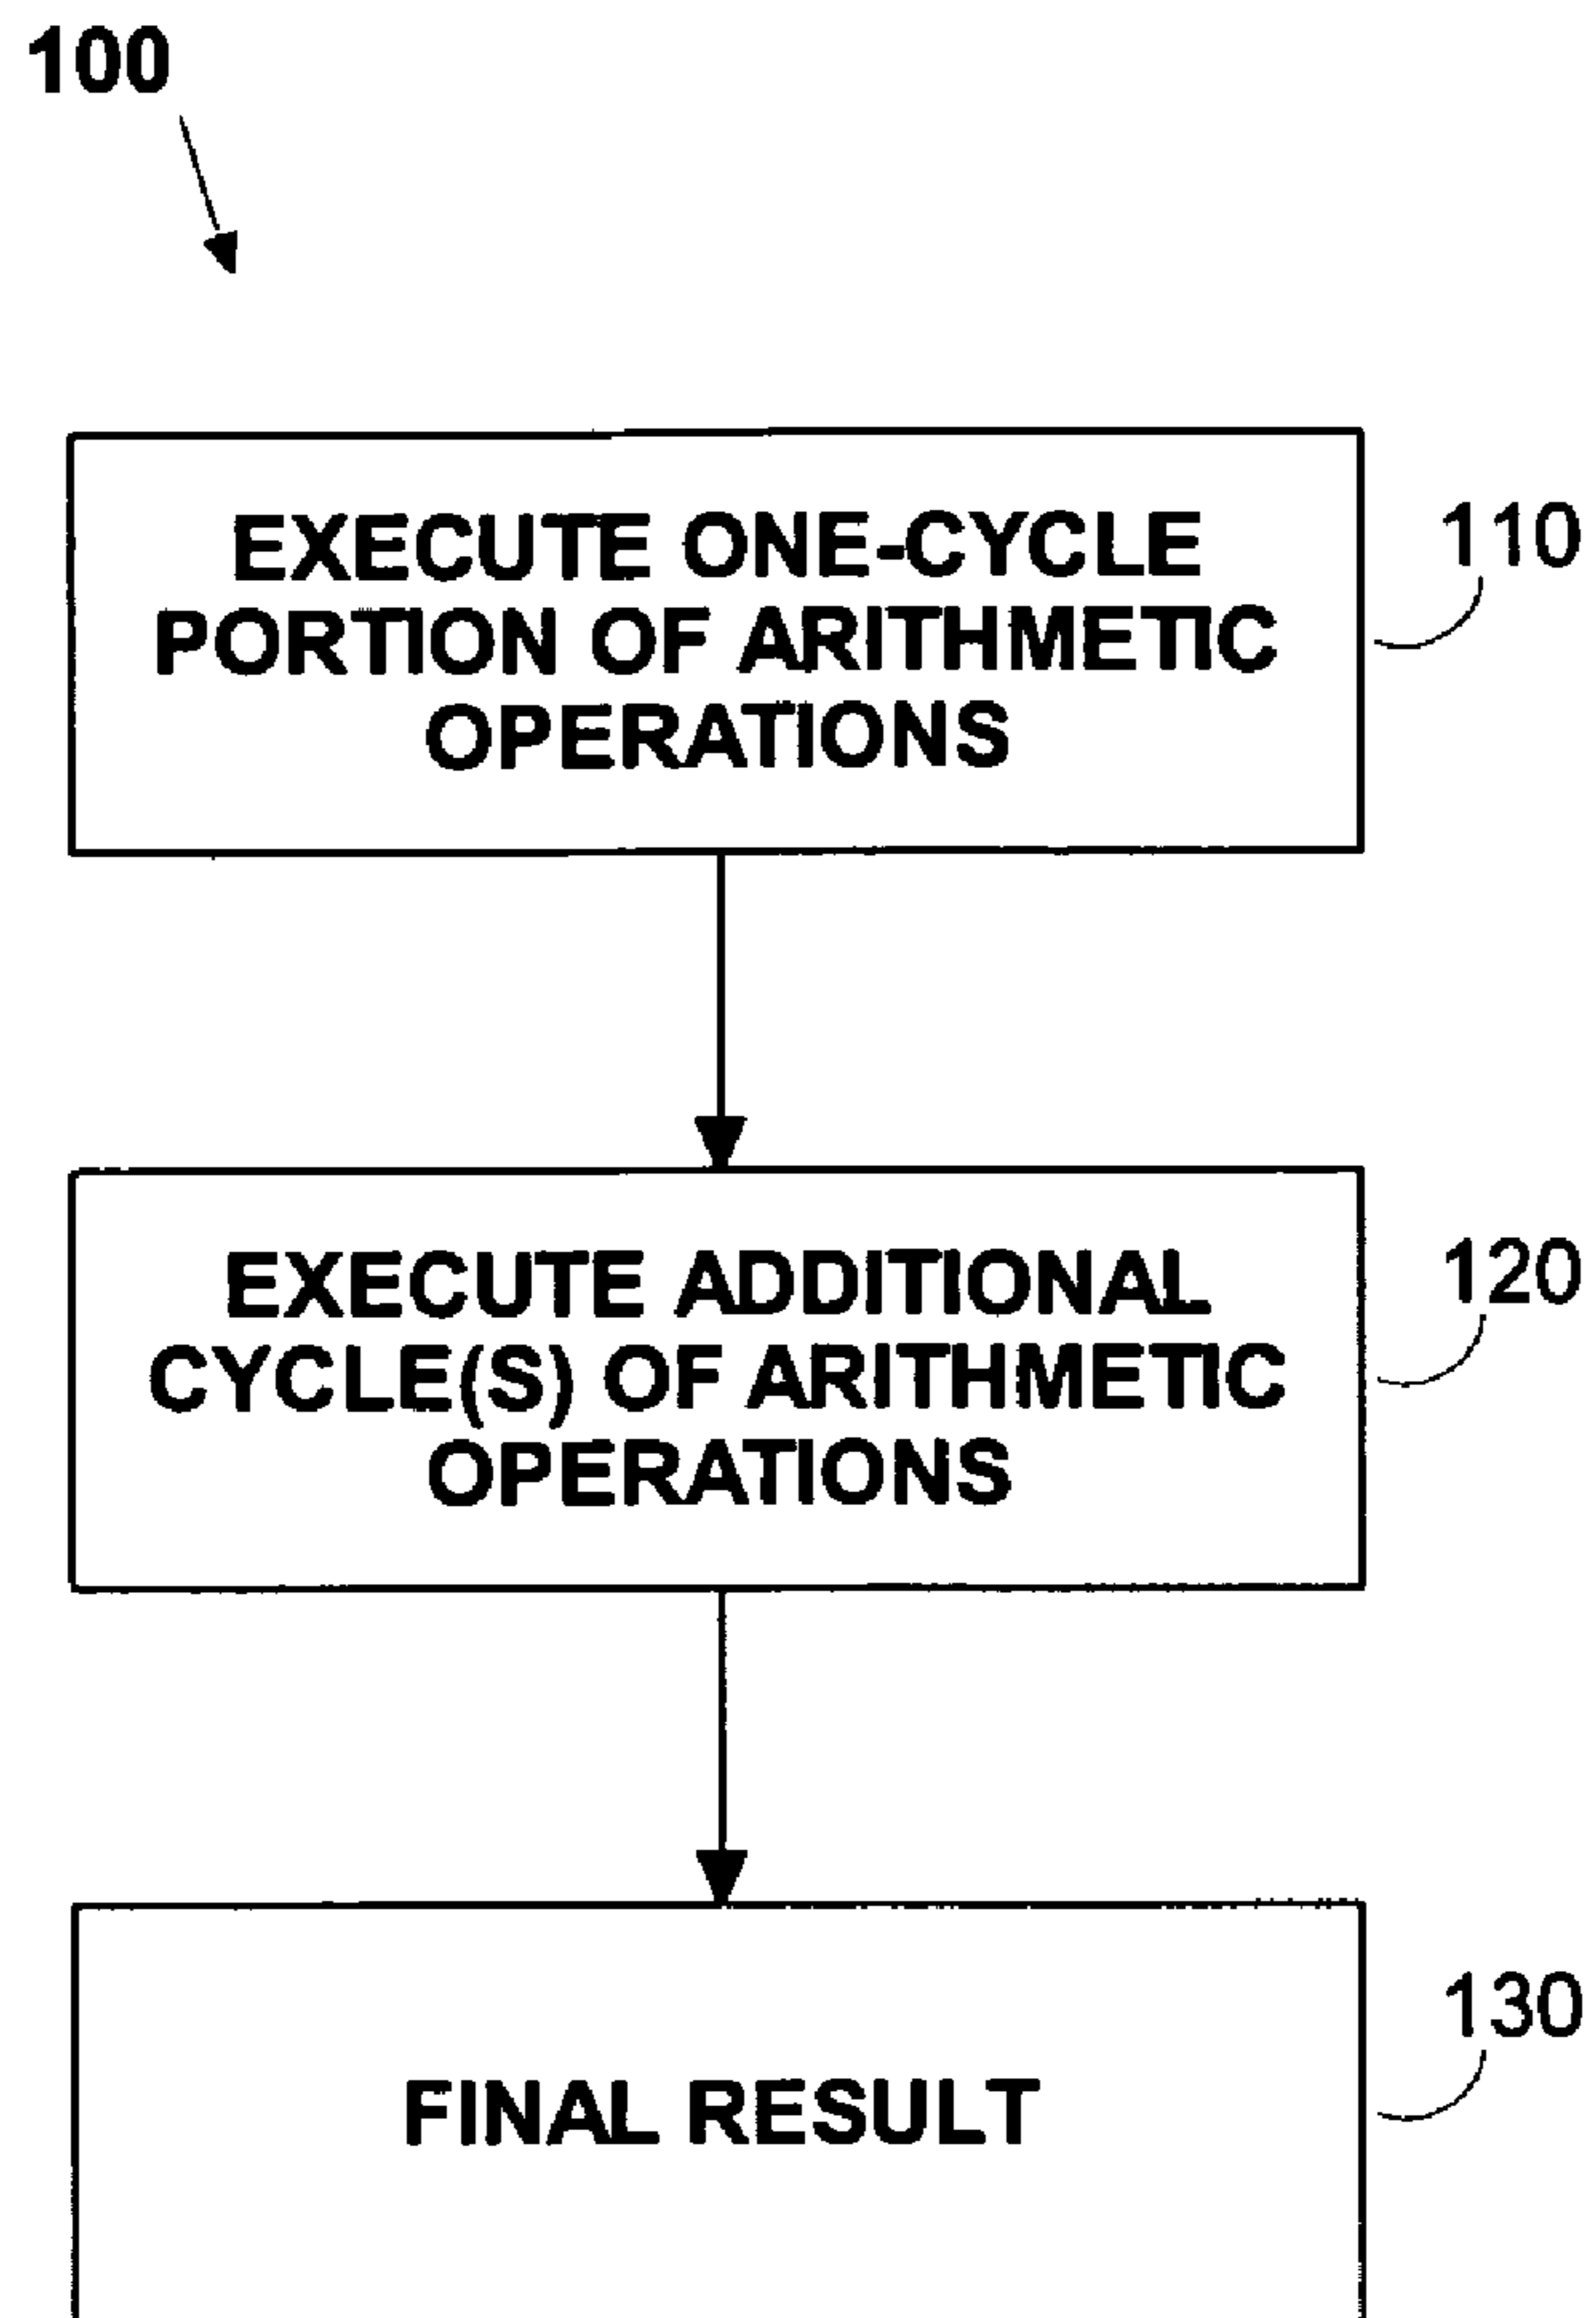 100
EXECUTE ONE-CYCLE
PORTION OF ARITHMETIC
OPERATIONS
110
EXECUTE ADDITIONAL
CYCLE(S) OF ARITHMETIC
OPERATIONS
120
FINAL RESULT
130